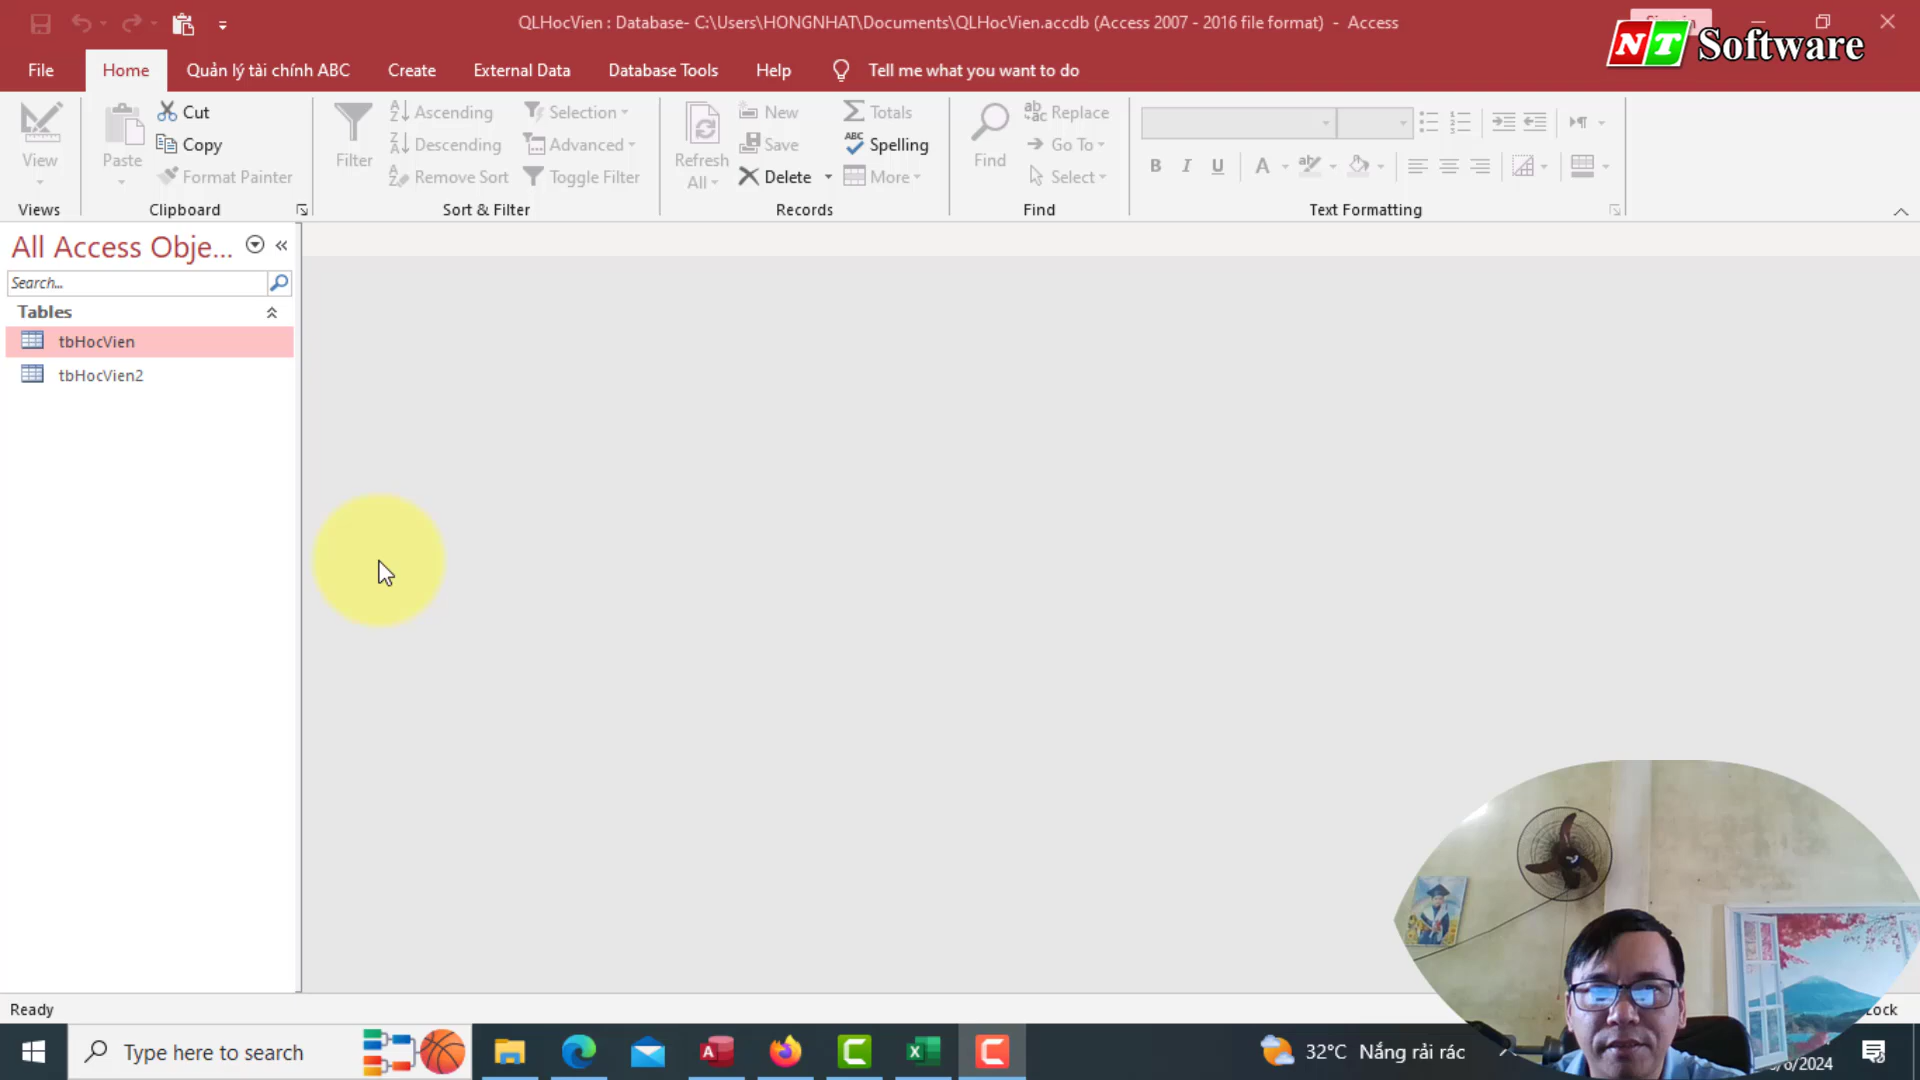 QLHocVien : Database- C:\Users\HONGNHAT\Documents\QLHocVien.accdb (Access 2007 - 2016 file format) - Access
NT Software
File Home Quản lý tài chính ABC Create External Data Database Tools Help Tell me what you want to do
View
Paste
Cut
Copy
Format Painter
Filter
Ascending
Descending
Remove Sort
Selection
Advanced
Toggle Filter
Refresh All
New
Save
Delete
Totals
Spelling
More
Find
Replace
Go To
Select
B I U A
Views Clipboard Sort & Filter Records Find Text Formatting
All Access Obje...
Search...
Tables
tbHocVien
tbHocVien2
Ready
Lock
Type here to search
32°C Nắng rải rác
/6/2024